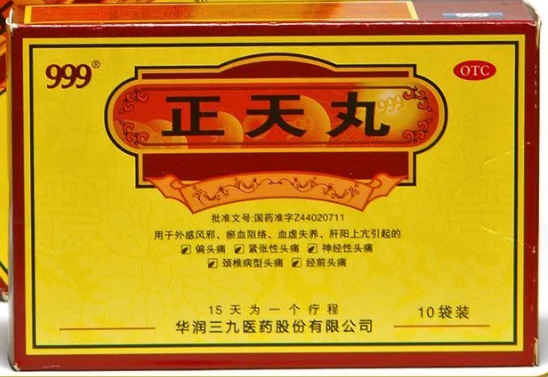 999®
OTC
正天丸
批准文号:国药准字Z44020711
用于外感风邪、瘀血阻络、血虚失养、肝阳上亢引起的
☑ 偏头痛 ☑ 紧张性头痛 ☑ 神经性头痛
☑ 颈椎病型头痛 ☑ 经前头痛
15天为一个疗程
10袋装
华润三九医药股份有限公司